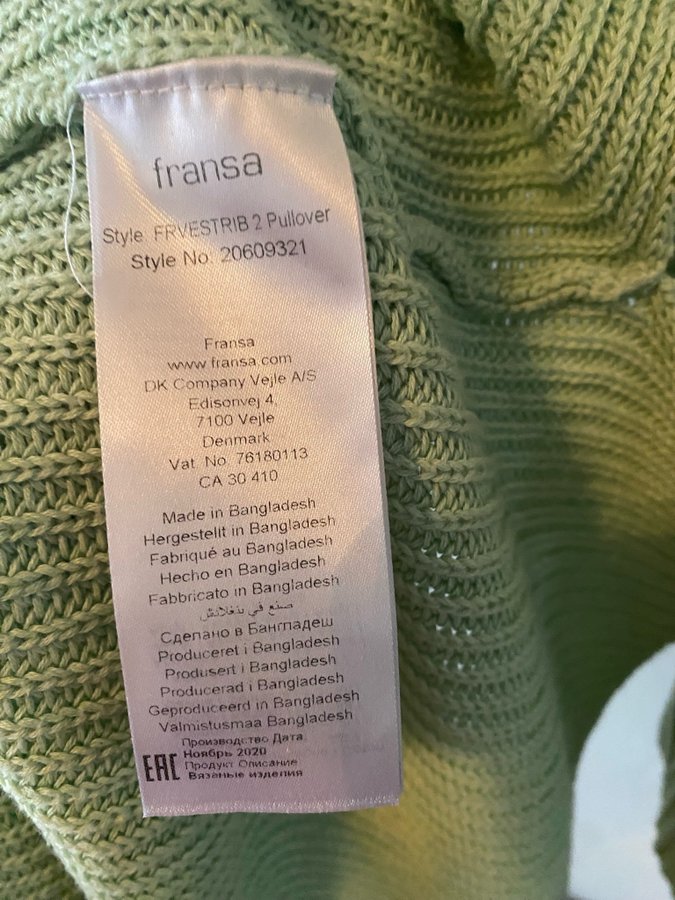 fransa
Style: FRVESTRIB 2 Pullover
Style No: 20609321
Fransa
www.fransa.com
DK Company Vejle A/S
Edisonvej 4,
7100 Vejle
Denmark
Vat. No. 76180113
CA 30 410
Made in Bangladesh
Hergestellt in Bangladesh
Fabriqué au Bangladesh
Hecho en Bangladesh
Fabbricato in Bangladesh
صنع في بنغلادش
Сделано в Бангладеш
Produceret i Bangladesh
Produsert i Bangladesh
Producerad i Bangladesh
Geproduceerd in Bangladesh
Valmistusmaa Bangladesh
Производство Дата:
Ноябрь 2020
EAC Продукт Описание
Вязаные изделия